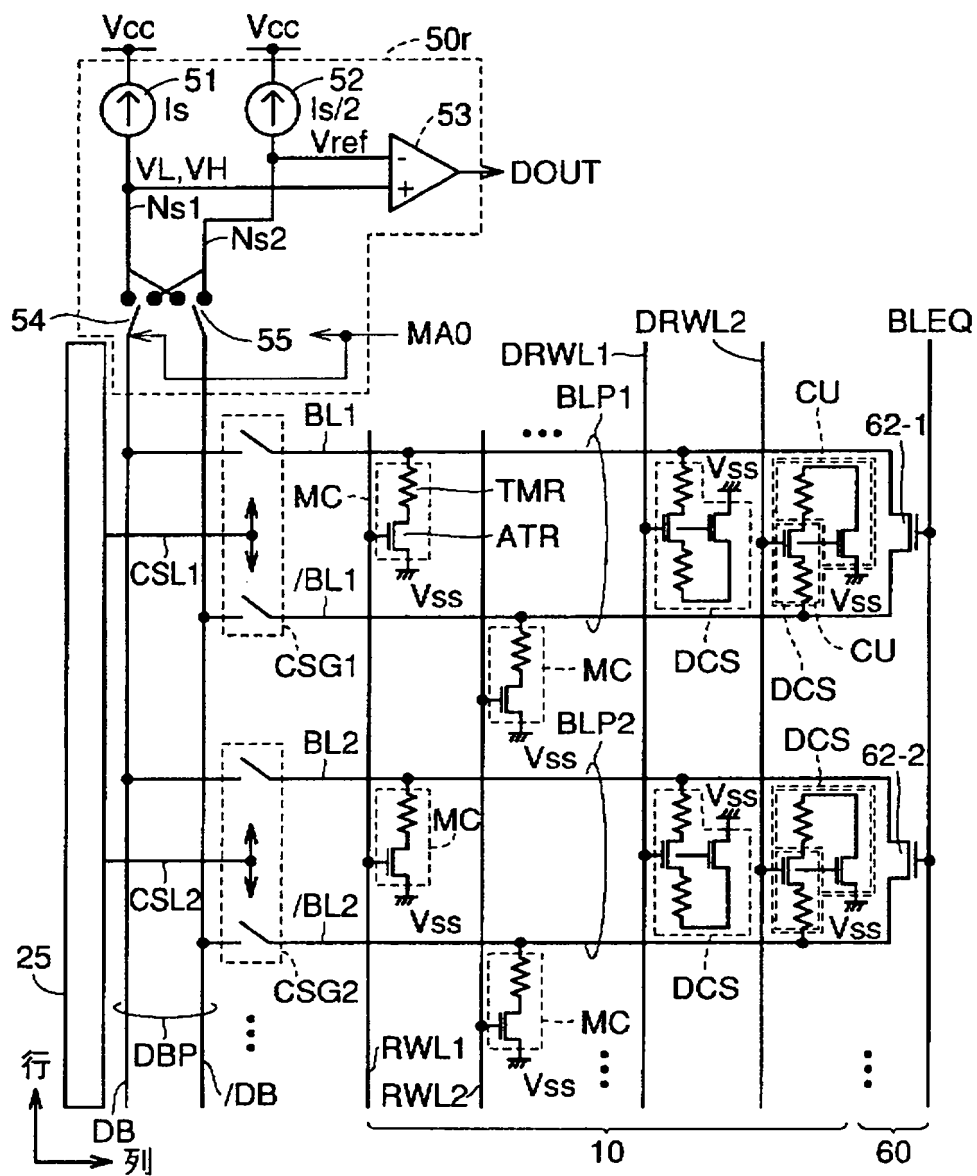 Vcc Vcc 50r
51 52 53
Is Is/2
Vref
VL,VH
- +
DOUT
Ns1
Ns2
54 55 MA0
DRWL1 DRWL2 BLEQ
BL1 BLP1 CU 62-1
MC TMR Vss
ATR
CSL1 /BL1 Vss Vss
CSG1 DCS DCS CU
MC
BL2 BLP2 DCS 62-2
Vss
MC Vss
CSL2 /BL2 Vss Vss
25 CSG2 DCS
DBP MC
行 /DB RWL1 Vss
RWL2
DB 列 10 60